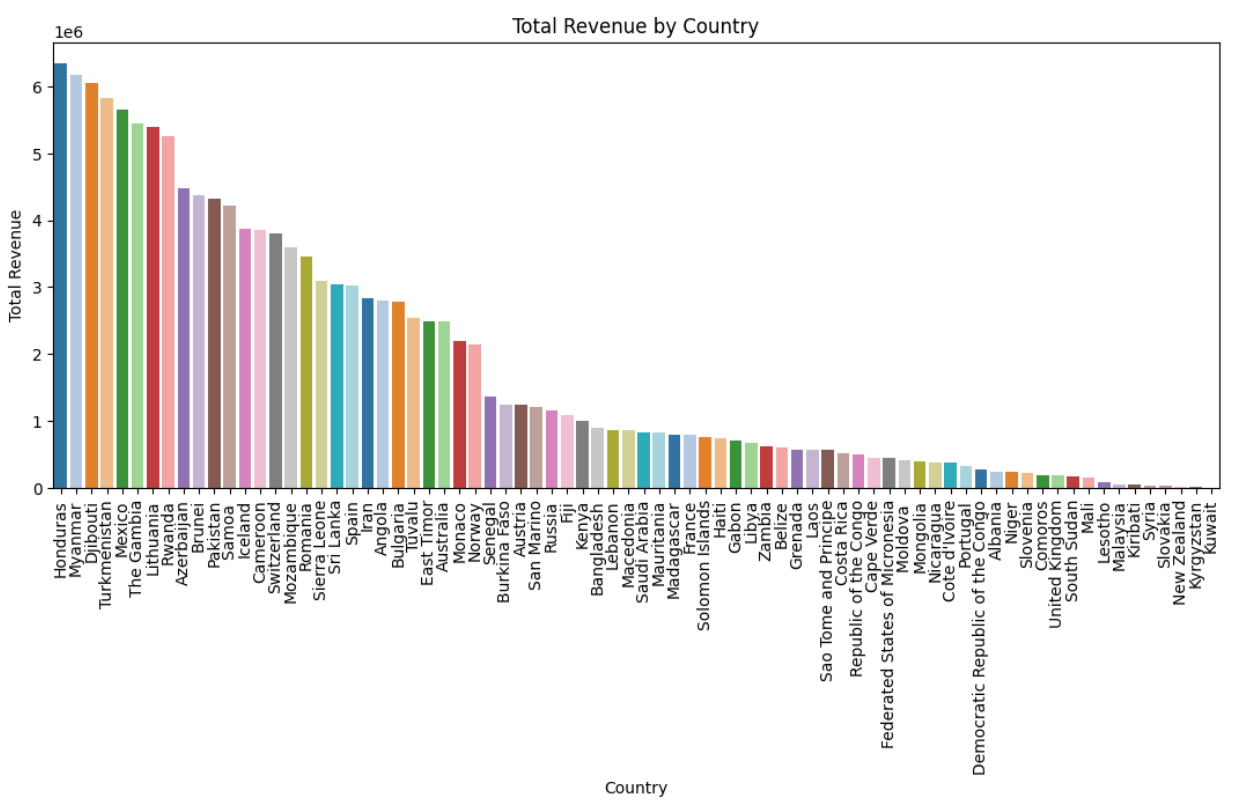 Total Revenue by Country
1e6
6
5
4
3
2
1
0
Total Revenue
Honduras
Myanmar
Djibouti
Turkmenistan
Mexico
The Gambia
Lithuania
Rwanda
Azerbaijan
Brunei
Pakistan
Samoa
Iceland
Cameroon
Switzerland
Mozambique
Romania
Sierra Leone
Sri Lanka
Spain
Iran
Angola
Bulgaria
Tuvalu
East Timor
Australia
Monaco
Norway
Senegal
Burkina Faso
Austria
San Marino
Russia
Fiji
Kenya
Bangladesh
Lebanon
Macedonia
Saudi Arabia
Mauritania
Madagascar
France
Solomon Islands
Haiti
Gabon
Libya
Zambia
Belize
Grenada
Laos
Sao Tome and Principe
Costa Rica
Republic of the Congo
Cape Verde
Federated States of Micronesia
Moldova
Mongolia
Nicaragua
Cote d'Ivoire
Portugal
Democratic Republic of the Congo
Albania
Niger
Slovenia
Comoros
United Kingdom
South Sudan
Mali
Lesotho
Malaysia
Kiribati
Syria
Slovakia
New Zealand
Kyrgyzstan
Kuwait
Country